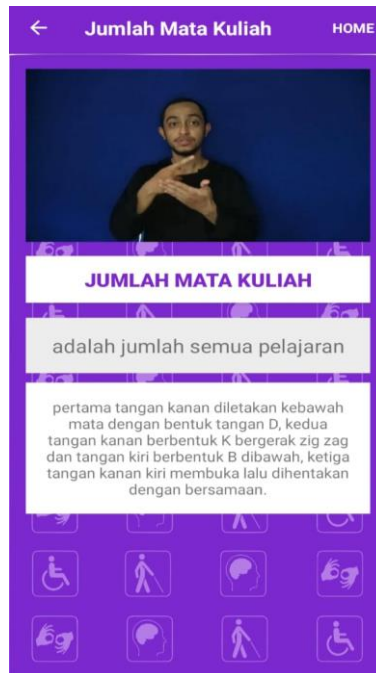 ← Jumlah Mata Kuliah HOME
JUMLAH MATA KULIAH
adalah jumlah semua pelajaran
pertama tangan kanan diletakan kebawah
mata dengan bentuk tangan D, kedua
tangan kanan berbentuk K bergerak zig zag
dan tangan kiri berbentuk B dibawah, ketiga
tangan kanan kiri membuka lalu dihentakan
dengan bersamaan.